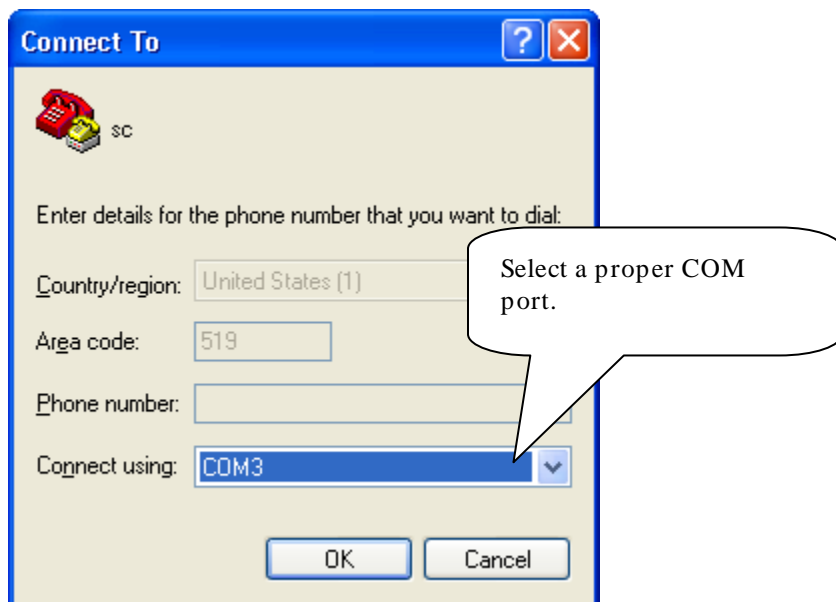 Connect To
sc
Enter details for the phone number that you want to dial:
Country/region: United States (1)
Area code: 519
Phone number:
Connect using: COM3
OK Cancel
Select a proper COM
port.